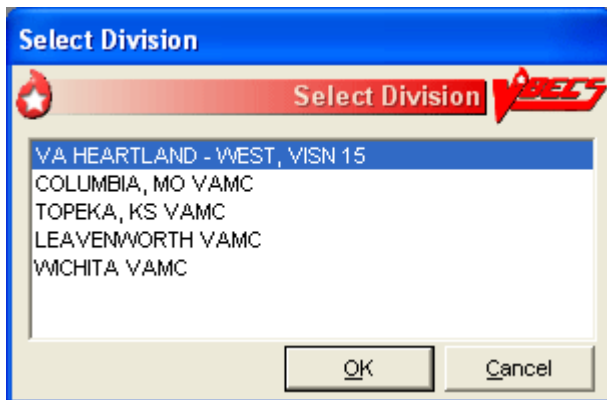 Select Division
Select Division VBECS
VA HEARTLAND - WEST, VISN 15
COLUMBIA, MO VAMC
TOPEKA, KS VAMC
LEAVENWORTH VAMC
WICHITA VAMC
OK Cancel